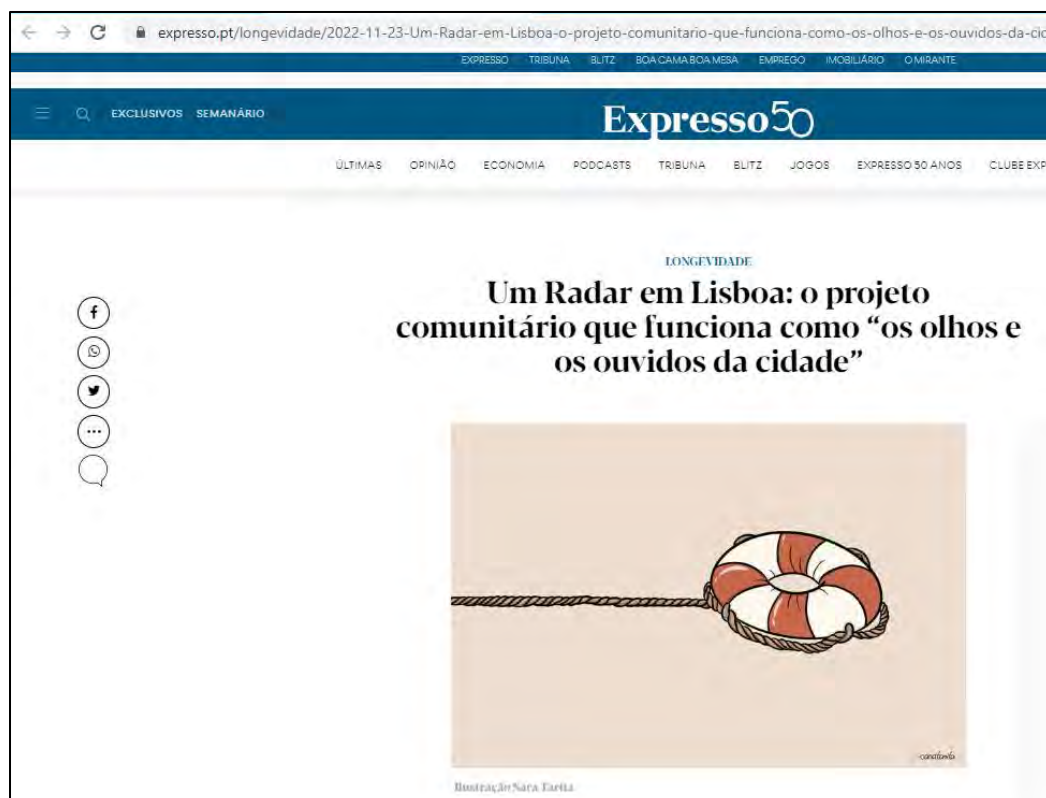 expresso.pt/longevidade/2022-11-23-Um-Radar-em-Lisboa-o-projeto-comunitario-que-funciona-como-os-olhos-e-os-ouvidos-da-cid
EXPRESSO TRIBUNA BLITZ BOA CAMA BOA MESA EMPREGO IMOBILIÁRIO O MIRANTE
EXCLUSIVOS SEMANÁRIO
Expresso50
ÚLTIMAS OPINIÃO ECONOMIA PODCASTS TRIBUNA BLITZ JOGOS EXPRESSO 50 ANOS CLUBE EXP
LONGEVIDADE
Um Radar em Lisboa: o projeto
comunitário que funciona como “os olhos e
os ouvidos da cidade”
Ilustração Sara Tarita